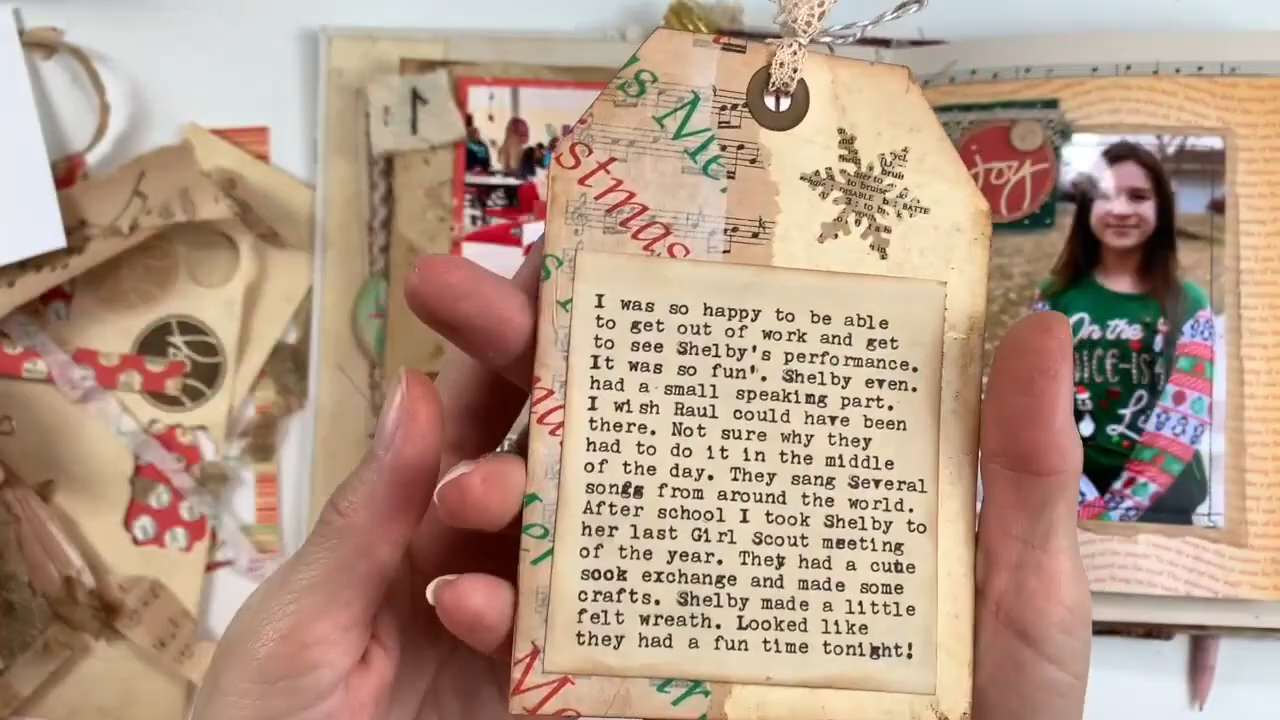 s Me
stmas
joy
I was so happy to be able
to get out of work and get
to see Shelby's performance.
It was so fun'. Shelby even.
had a small speaking part.
I wish Raul could have been
there. Not sure why they
had to do it in the middle
of the day. They sang Several
songs from around the world.
After school I took Shelby to
her last Girl Scout meeting
of the year. They had a cute
sock exchange and made some
crafts. Shelby made a little
felt wreath. Looked like
they had a fun time tonight!
On the
Li